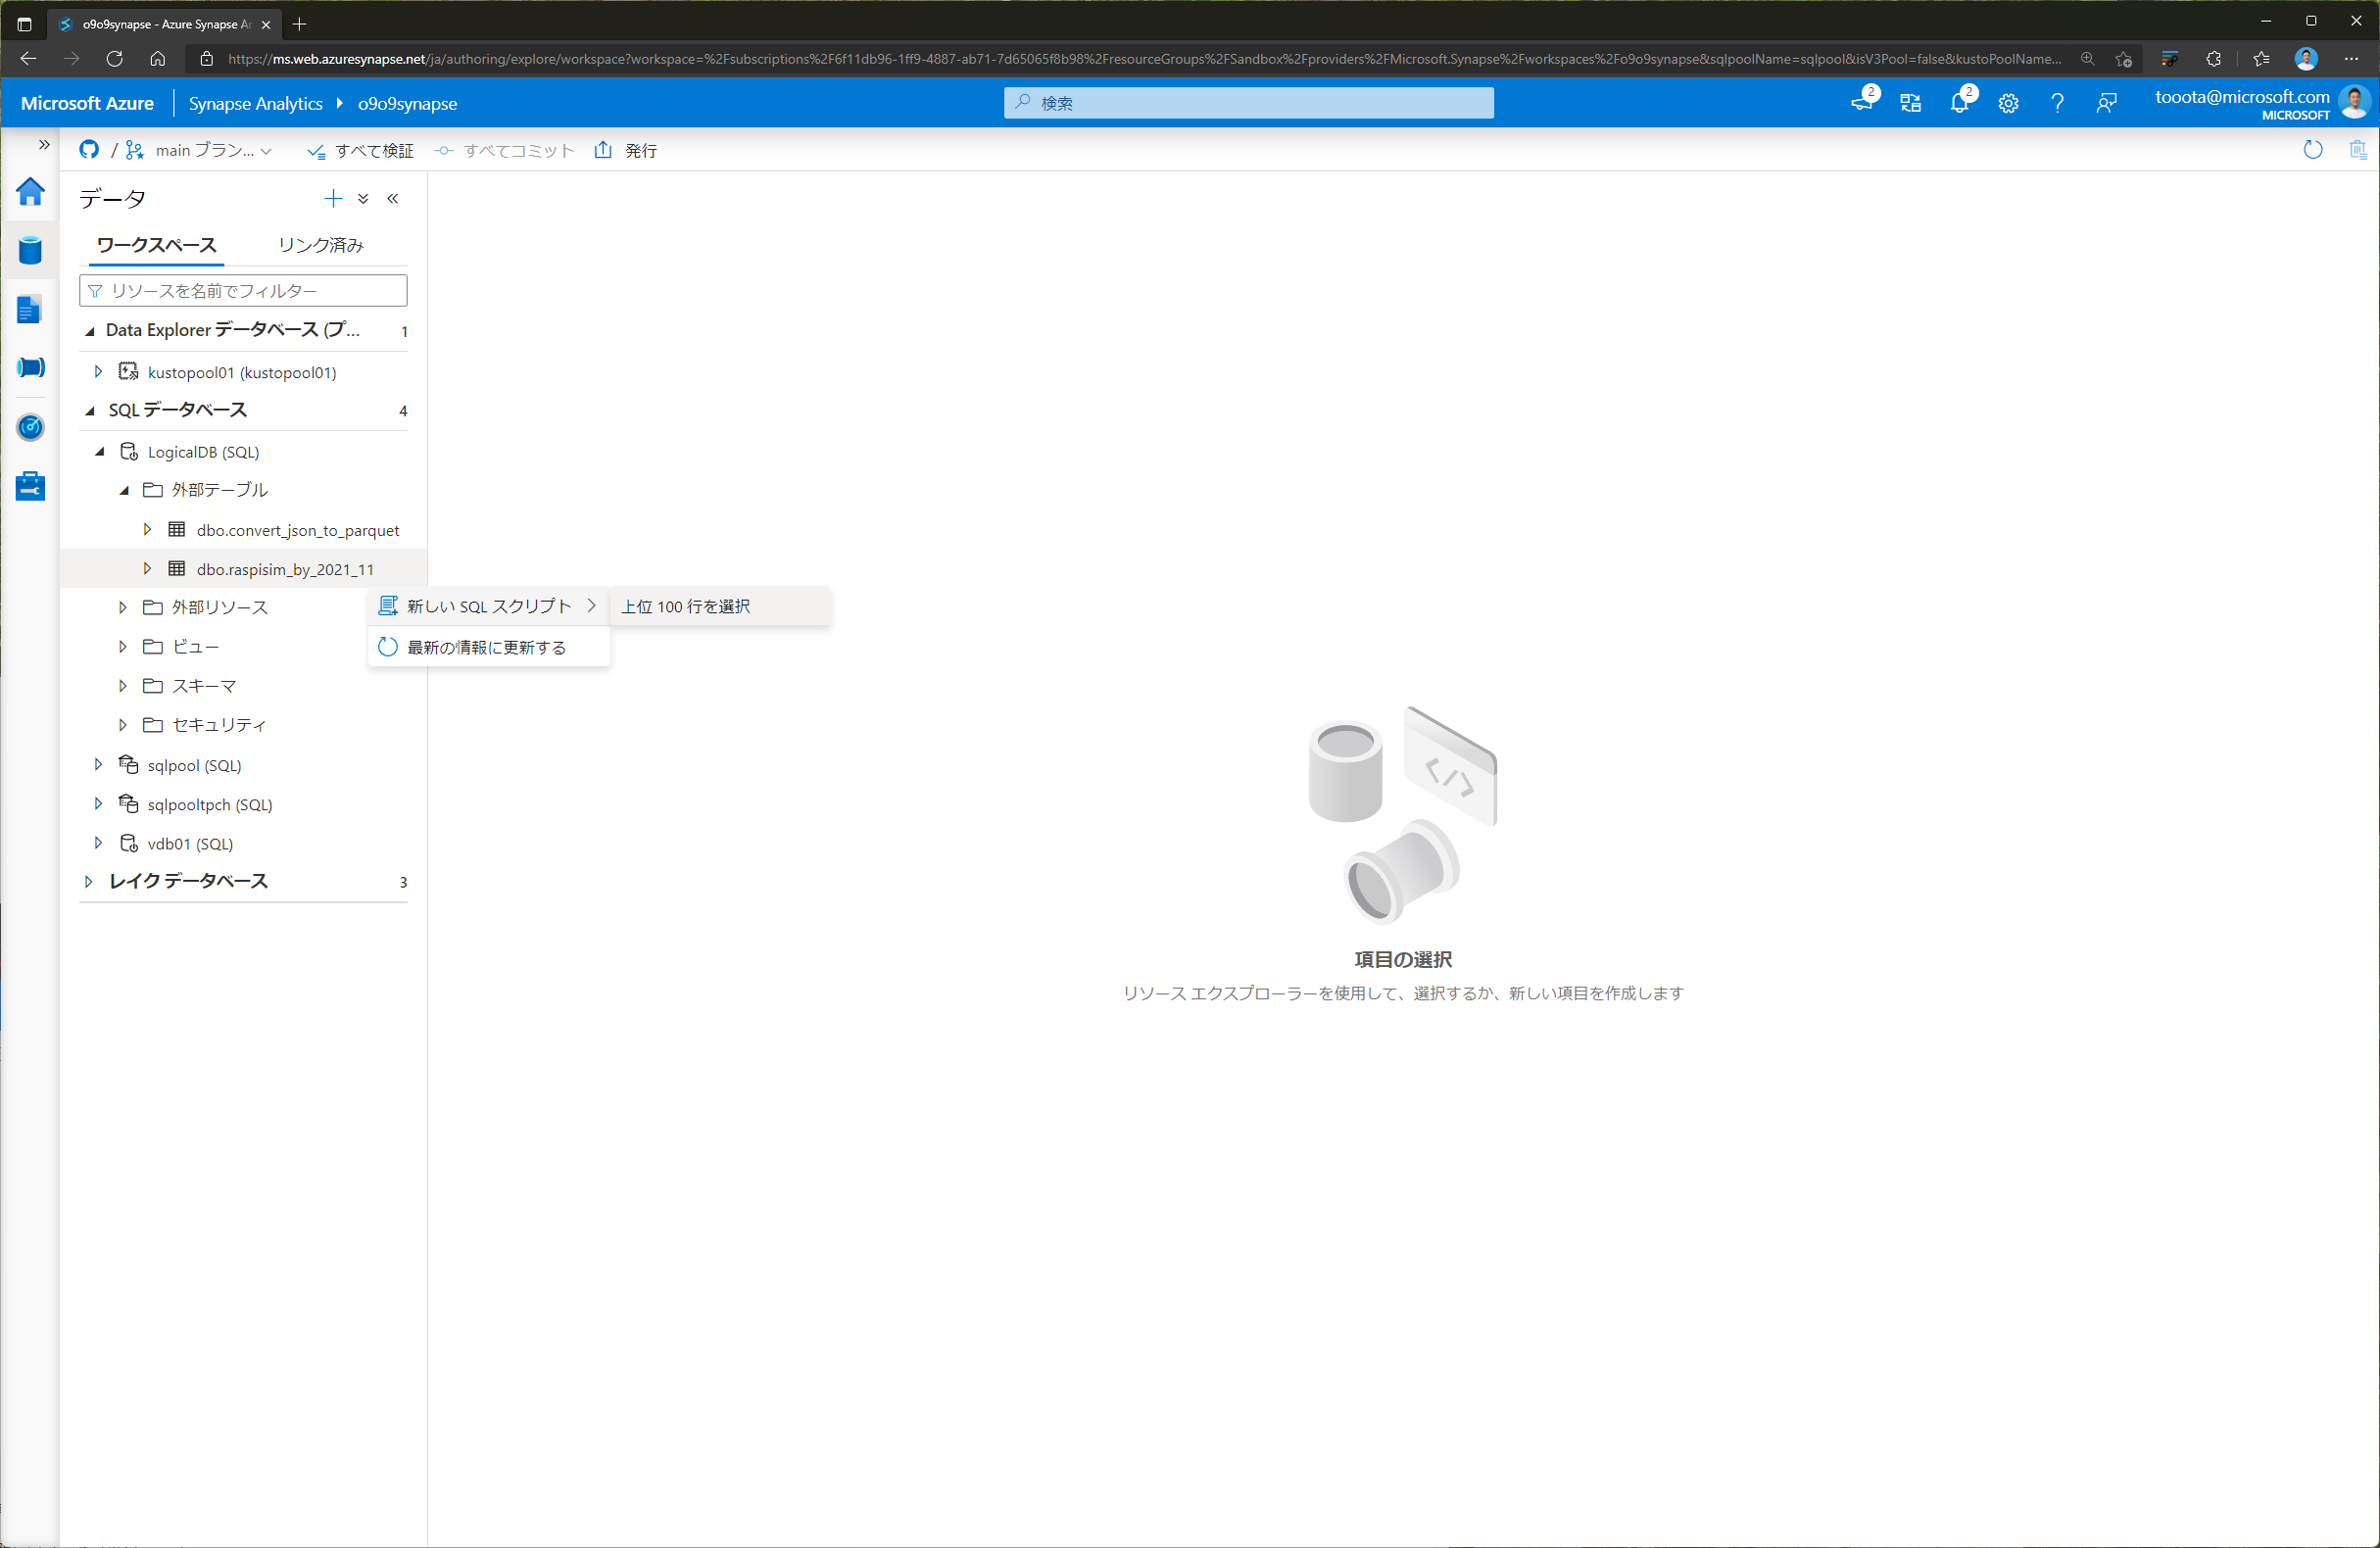 o9o9synapse - Azure Synapse Ar
https://ms.web.azuresynapse.net/ja/authoring/explore/workspace?workspace=%2Fsubscriptions%2F6f11db96-1ff9-4887-ab71-7d65065f8b98%2FresourceGroups%2FSandbox%2Fproviders%2FMicrosoft.Synapse%2Fworkspaces%2Fo9o9synapse&sqlpoolName=sqlpool&isV3Pool=false&kustoPoolName...
Microsoft Azure
Synapse Analytics
o9o9synapse
検索
2
2
tooota@microsoft.com
MICROSOFT
/
main ブラン...
すべて検証
すべてコミット
発行
データ
ワークスペース
リンク済み
リソースを名前でフィルター
Data Explorer データベース (プ... 1
kustopool01 (kustopool01)
SQL データベース 4
LogicalDB (SQL)
外部テーブル
dbo.convert_json_to_parquet
dbo.raspisim_by_2021_11
外部リソース
新しい SQL スクリプト
上位 100 行を選択
最新の情報に更新する
ビュー
スキーマ
セキュリティ
sqlpool (SQL)
sqlpooltpch (SQL)
vdb01 (SQL)
レイク データベース 3
項目の選択
リソース エクスプローラーを使用して、選択するか、新しい項目を作成します